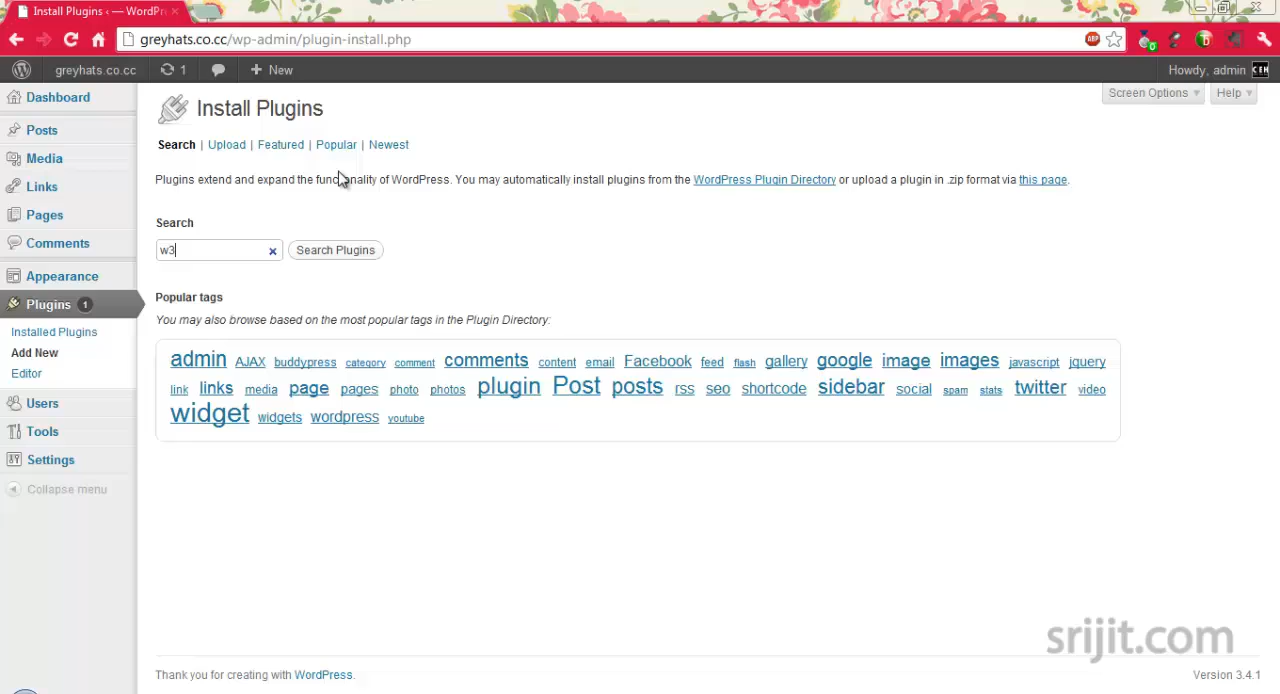 Install Plugins ‹ — WordPr
greyhats.co.cc/wp-admin/plugin-install.php
ABP
0
greyhats.co.cc
1
+ New
Howdy, admin
CEH
Dashboard
Posts
Media
Links
Pages
Comments
Appearance
Plugins 1
Installed Plugins
Add New
Editor
Users
Tools
Settings
Collapse menu
Screen Options
Help
Install Plugins
Search | Upload | Featured | Popular | Newest
Plugins extend and expand the functionality of WordPress. You may automatically install plugins from the WordPress Plugin Directory or upload a plugin in .zip format via this page.
Search
w3 x Search Plugins
Popular tags
You may also browse based on the most popular tags in the Plugin Directory:
admin AJAX buddypress category comment comments content email Facebook feed flash gallery google image images javascript jquery
link links media page pages photo photos plugin Post posts rss seo shortcode sidebar social spam stats twitter video
widget widgets wordpress youtube
srijit.com
Thank you for creating with WordPress.
Version 3.4.1